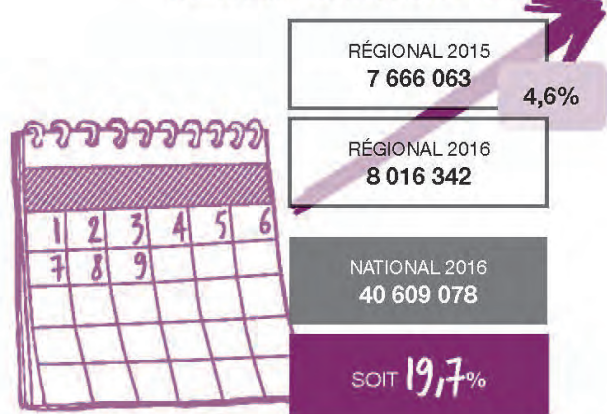 RÉGIONAL 2015
7 666 063
4,6%
RÉGIONAL 2016
8 016 342
1 2 3 4 5 6
7 8 9
NATIONAL 2016
40 609 078
SOIT 19,7%